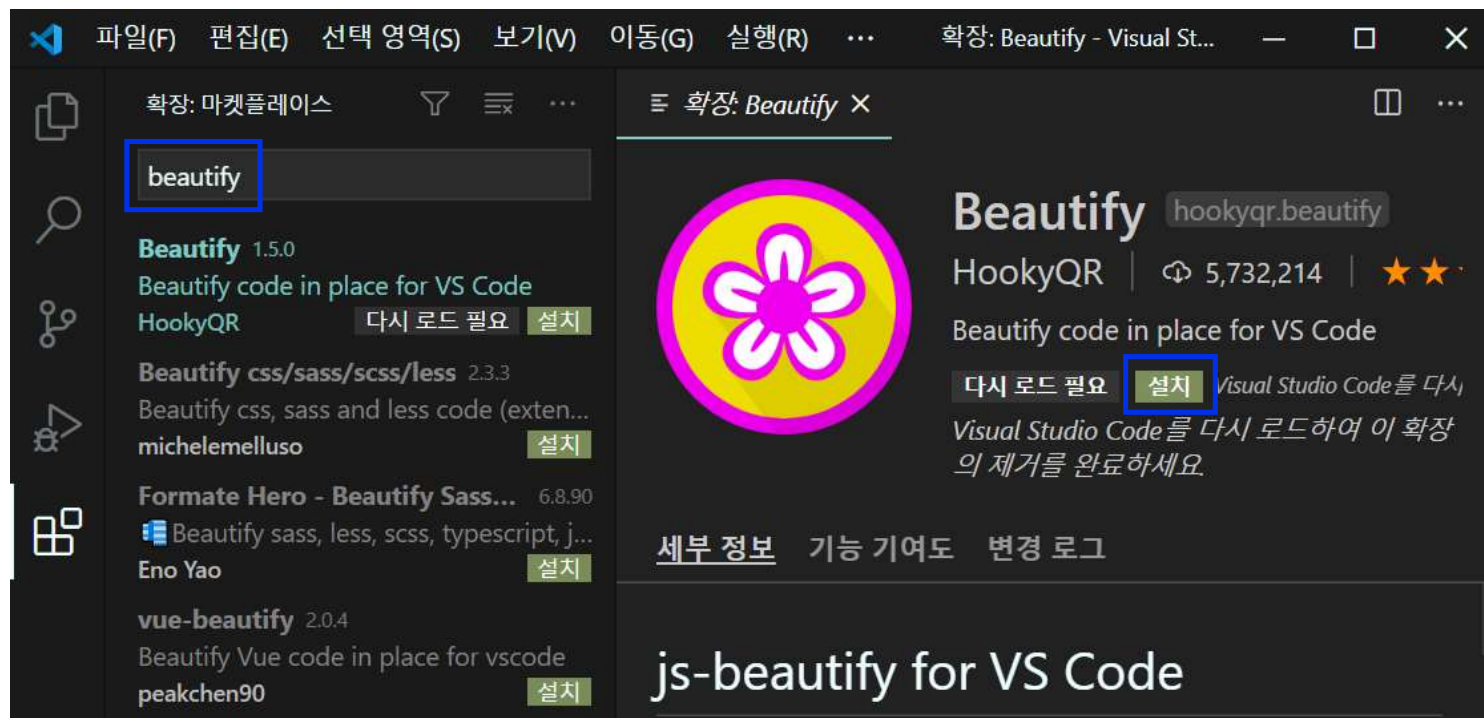 파일(F) 편집(E) 선택 영역(S) 보기(V) 이동(G) 실행(R) ··· 확장: Beautify - Visual St...
확장: 마켓플레이스 ···
beautify
Beautify 1.5.0
Beautify code in place for VS Code
HookyQR 다시 로드 필요 설치
Beautify css/sass/scss/less 2.3.3
Beautify css, sass and less code (exten...
michelemelluso 설치
Formate Hero - Beautify Sass... 6.8.90
Beautify sass, less, scss, typescript, j...
Eno Yao 설치
vue-beautify 2.0.4
Beautify Vue code in place for vscode
peakchen90 설치
확장: Beautify
Beautify hookyqr.beautify
HookyQR 5,732,214
Beautify code in place for VS Code
다시 로드 필요 설치 Visual Studio Code를 다시
Visual Studio Code를 다시 로드하여 이 확장
의 제거를 완료하세요.
세부 정보 기능 기여도 변경 로그
js-beautify for VS Code